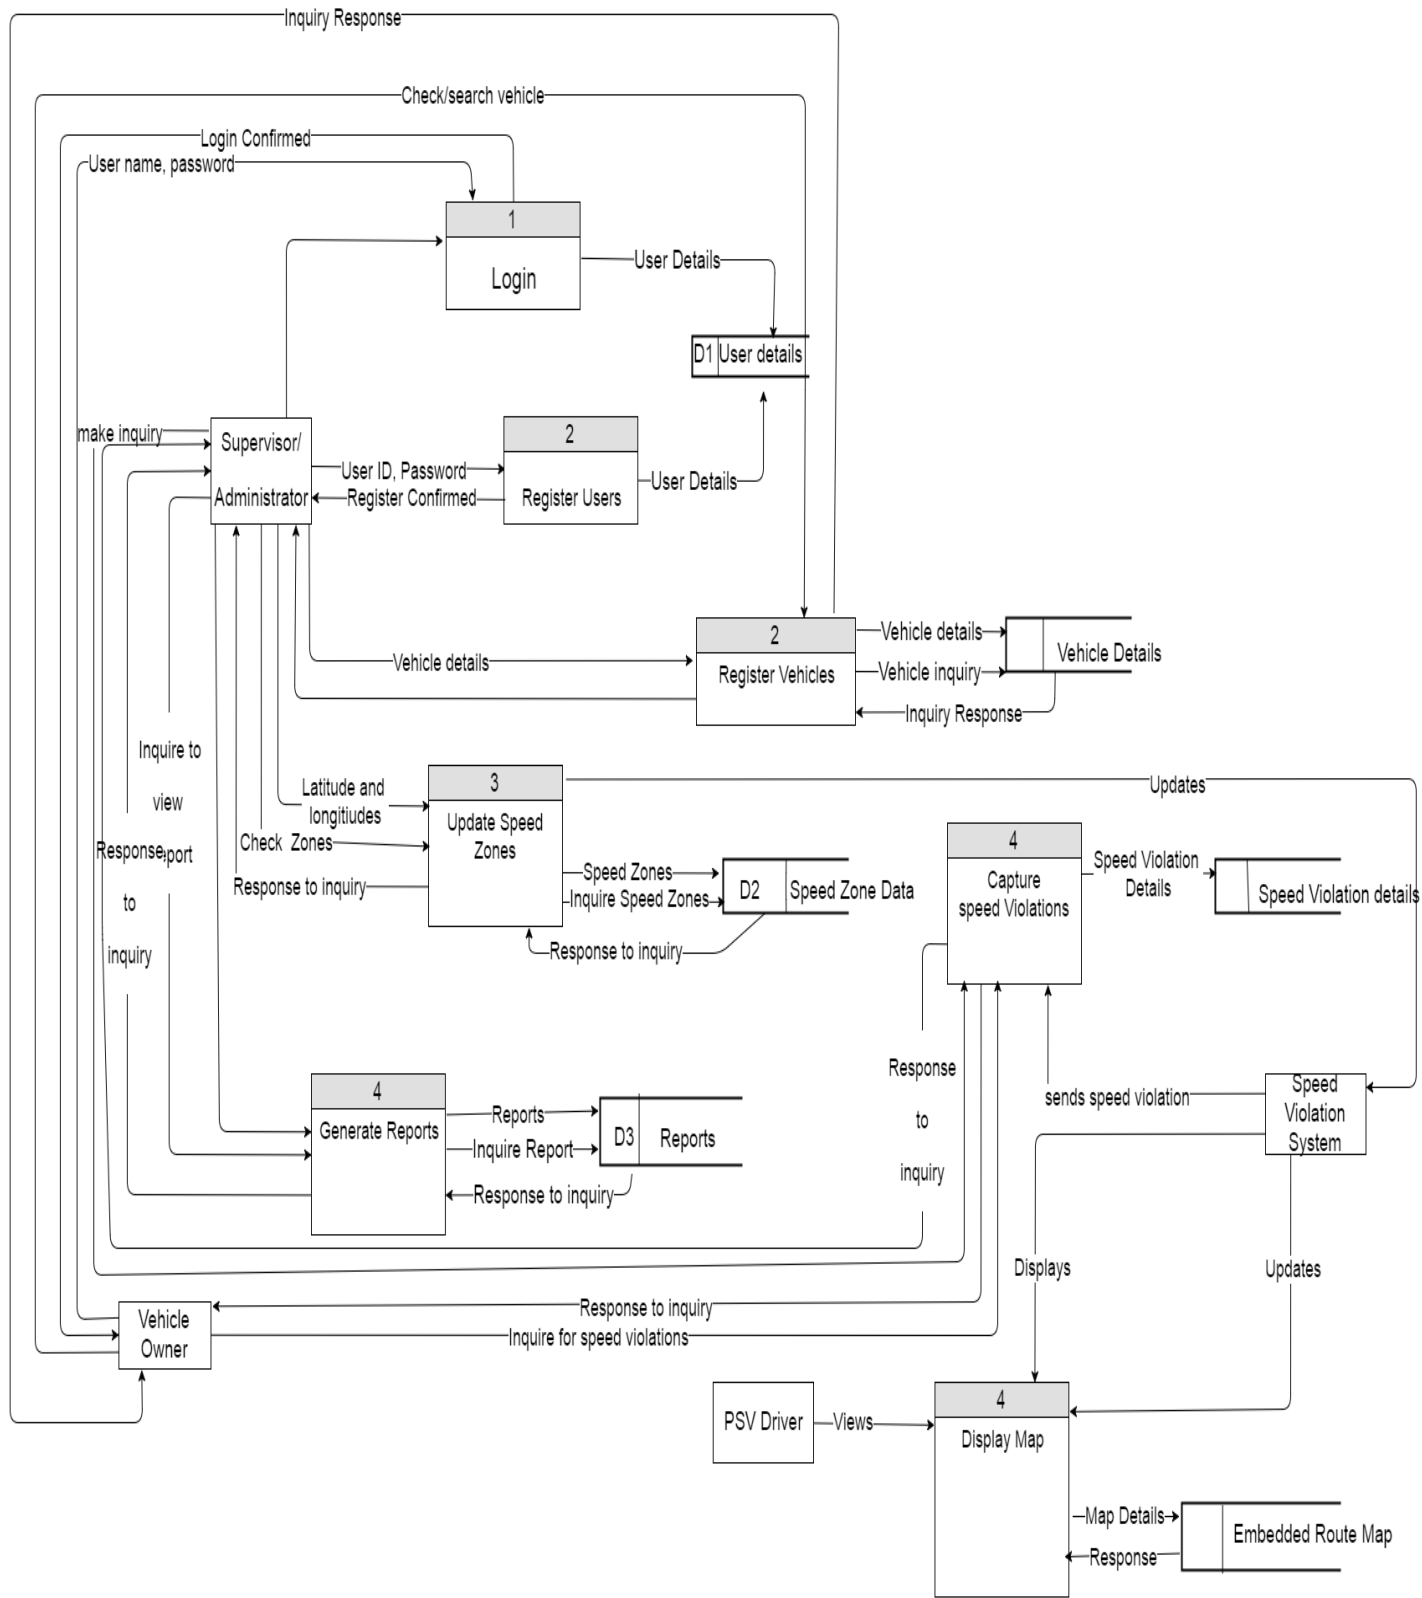 Inquiry Response
Check/search vehicle
Login Confirmed
User name, password
1
Login
User Details
D1 User details
make inquiry
Supervisor/
Administrator
User ID, Password
Register Confirmed
2
Register Users
User Details
2
Register Vehicles
Vehicle details
Vehicle details
Vehicle inquiry
Inquiry Response
Vehicle Details
Inquire to
view
port
Response
to
inquiry
Latitude and
longitiudes
Check Zones
Response to inquiry
3
Update Speed
Zones
Updates
Speed Zones
Inquire Speed Zones
Response to inquiry
D2 Speed Zone Data
4
Capture
speed Violations
Speed Violation
Details
Speed Violation details
Response
to
inquiry
sends speed violation
Speed
Violation
System
4
Generate Reports
Reports
Inquire Report
Response to inquiry
D3 Reports
Displays
Updates
Vehicle
Owner
Response to inquiry
Inquire for speed violations
PSV Driver
Views
4
Display Map
Map Details
Response
Embedded Route Map